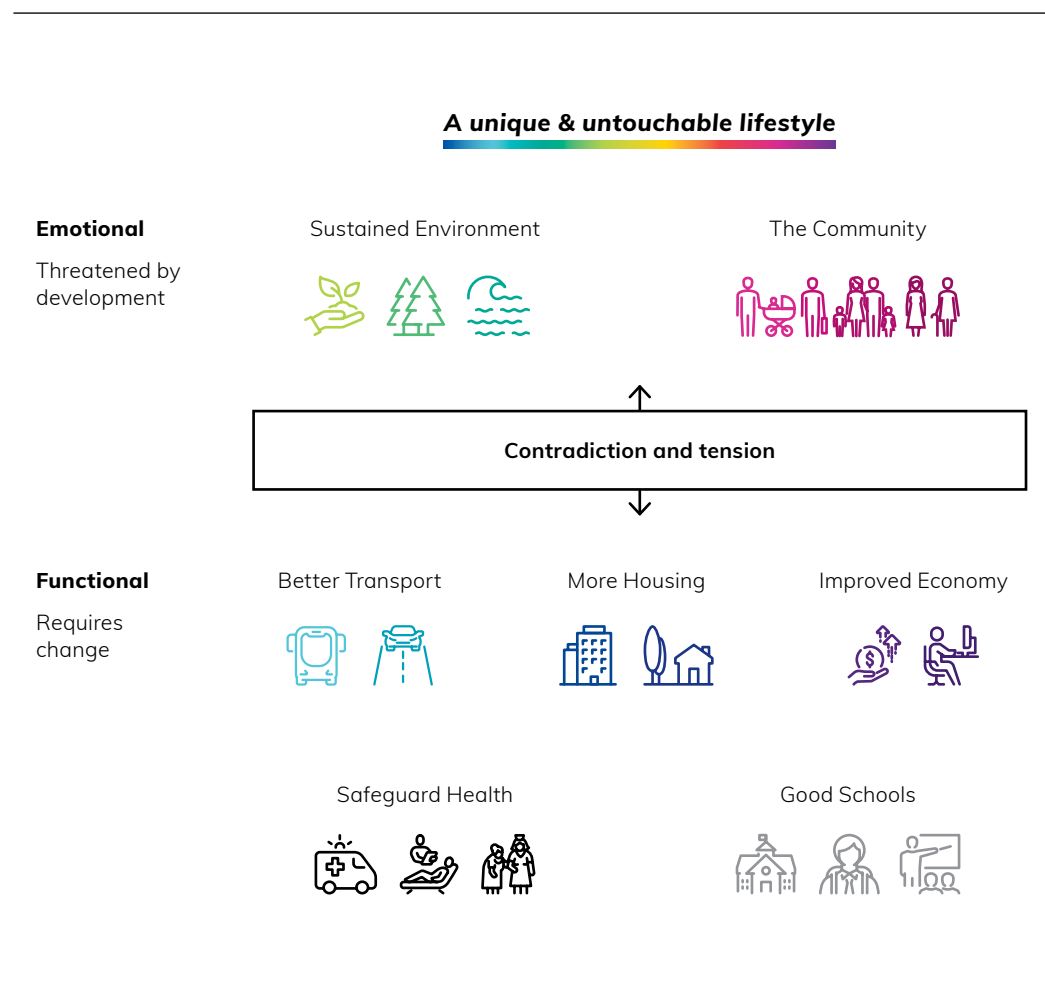 A unique & untouchable lifestyle
Emotional
Threatened by
development
Sustained Environment
The Community
Contradiction and tension
Functional
Requires
change
Better Transport
More Housing
Improved Economy
$
Safeguard Health
Good Schools